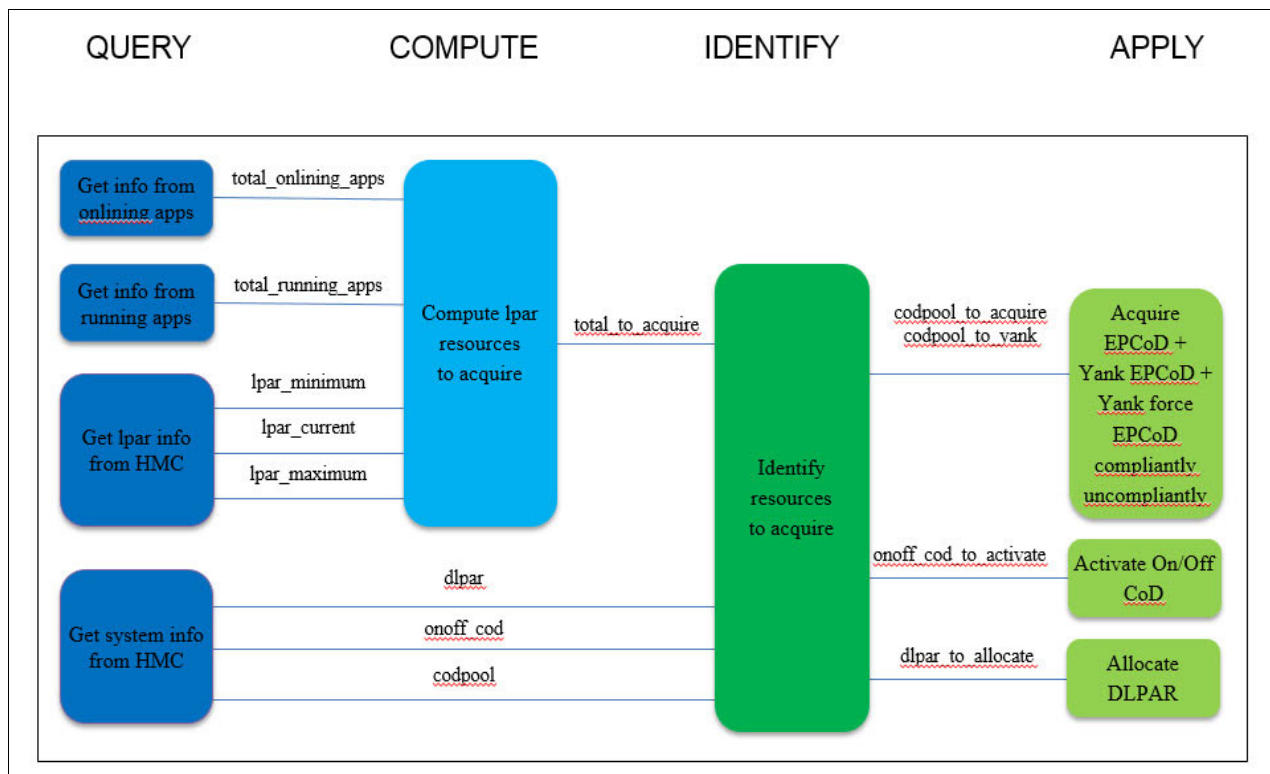 QUERY
COMPUTE
IDENTIFY
APPLY
Get info from
onlining apps
total_onlining_apps
Get info from
running apps
total_running_apps
Get lpar info
from HMC
lpar_minimum
lpar_current
lpar_maximum
Compute lpar
resources
to acquire
total_to_acquire
Get system info
from HMC
dlpar
onoff_cod
codpool
Identify
resources
to acquire
codpool_to_acquire
codpool_to_yank
Acquire
EPCoD +
Yank EPCoD +
Yank force
EPCoD
compliantly
uncompliantly
onoff_cod_to_activate
Activate On/Off
CoD
dlpar_to_allocate
Allocate
DLPAR